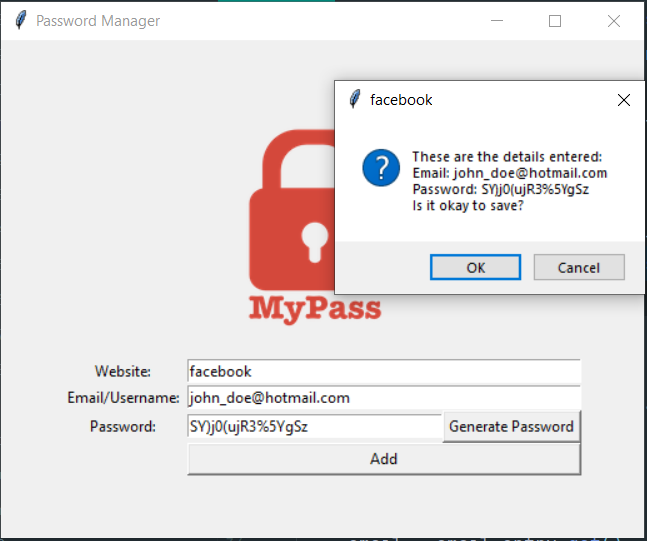 Password Manager
facebook
These are the details entered:
Email: john_doe@hotmail.com
Password: SY)j0(ujR3%5YgSz
Is it okay to save?
OK
Cancel
MyPass
Website:
facebook
Email/Username:
john_doe@hotmail.com
Password:
SY)j0(ujR3%5YgSz
Generate Password
Add